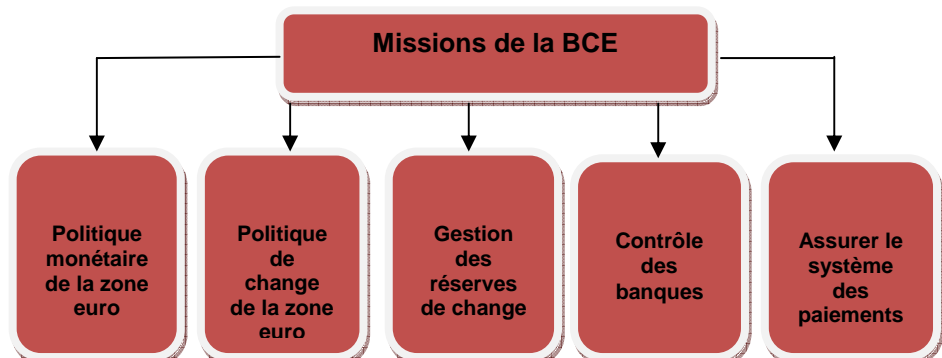 Missions de la BCE
Politique
monétaire
de la zone
euro
Politique
de
change
de la zone
euro
Gestion
des
réserves
de change
Contrôle
des
banques
Assurer le
système
des
paiements